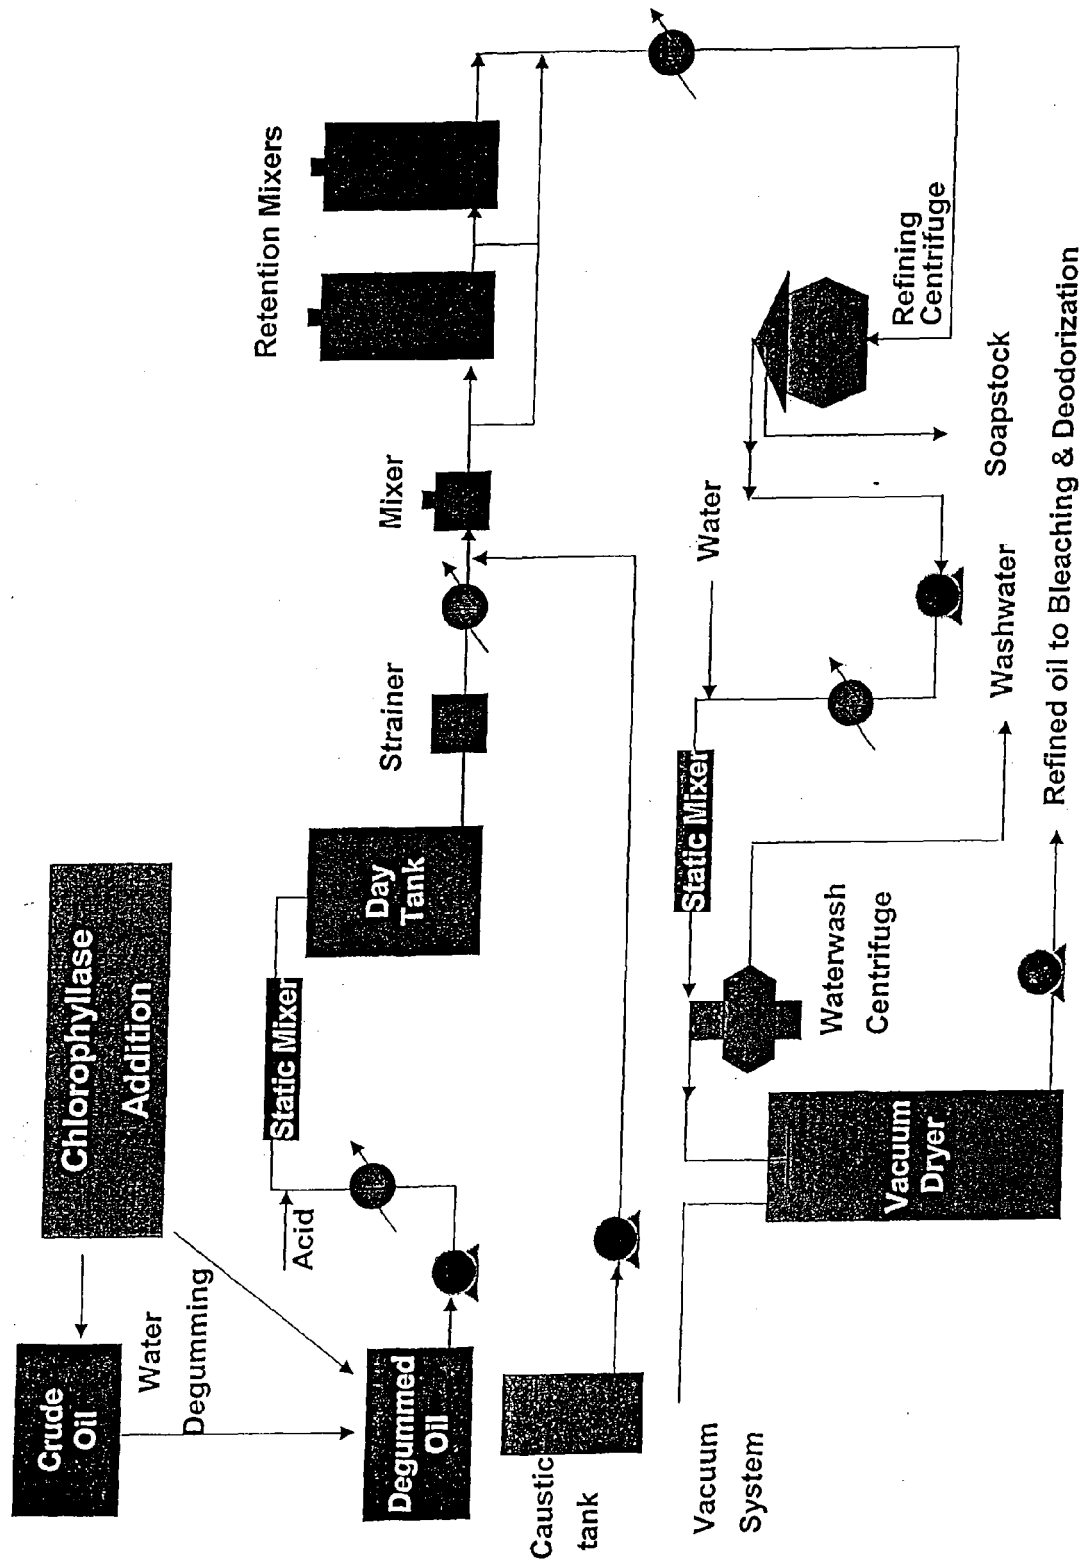 Crude
Oil
Chlorophyllase
Addition
Water
Degumming
Degummed
Oil
Acid
Static Mixer
Day
Tank
Strainer
Mixer
Retention Mixers
Caustic
tank
Vacuum
System
Vacuum
Dryer
Waterwash
Centrifuge
Static Mixer
Water
Refining
Centrifuge
Soapstock
Washwater
Refined oil to Bleaching & Deodorization